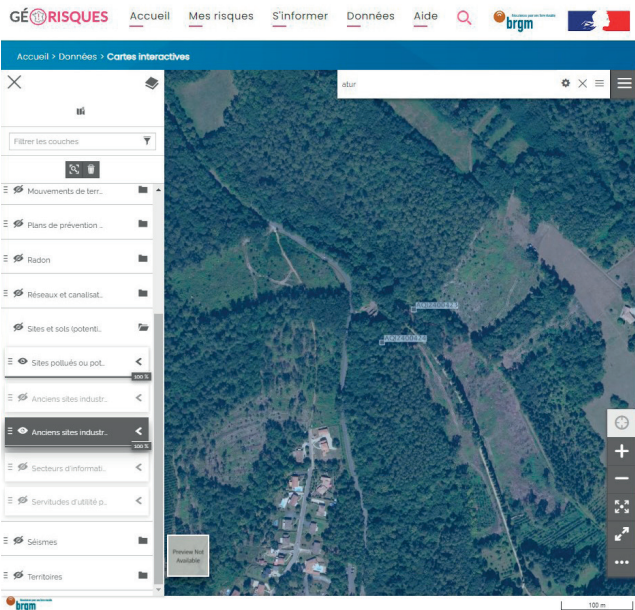 GÉORISQUES
Accueil
Mes risques
S'informer
Données
Aide
brgm
Accueil > Données > Cartes interactives
atur
Filtrer les couches
Mouvements de terr...
Plans de prévention ...
Radon
Réseaux et canalisat...
Sites et sols (potenti...
Sites pollués ou pot...
100 %
Anciens sites industr...
Anciens sites industr...
100 %
Secteurs d'informati...
Servitudes d'utilité p...
Séismes
Territoires
Preview Not
Available
brgm
100 m